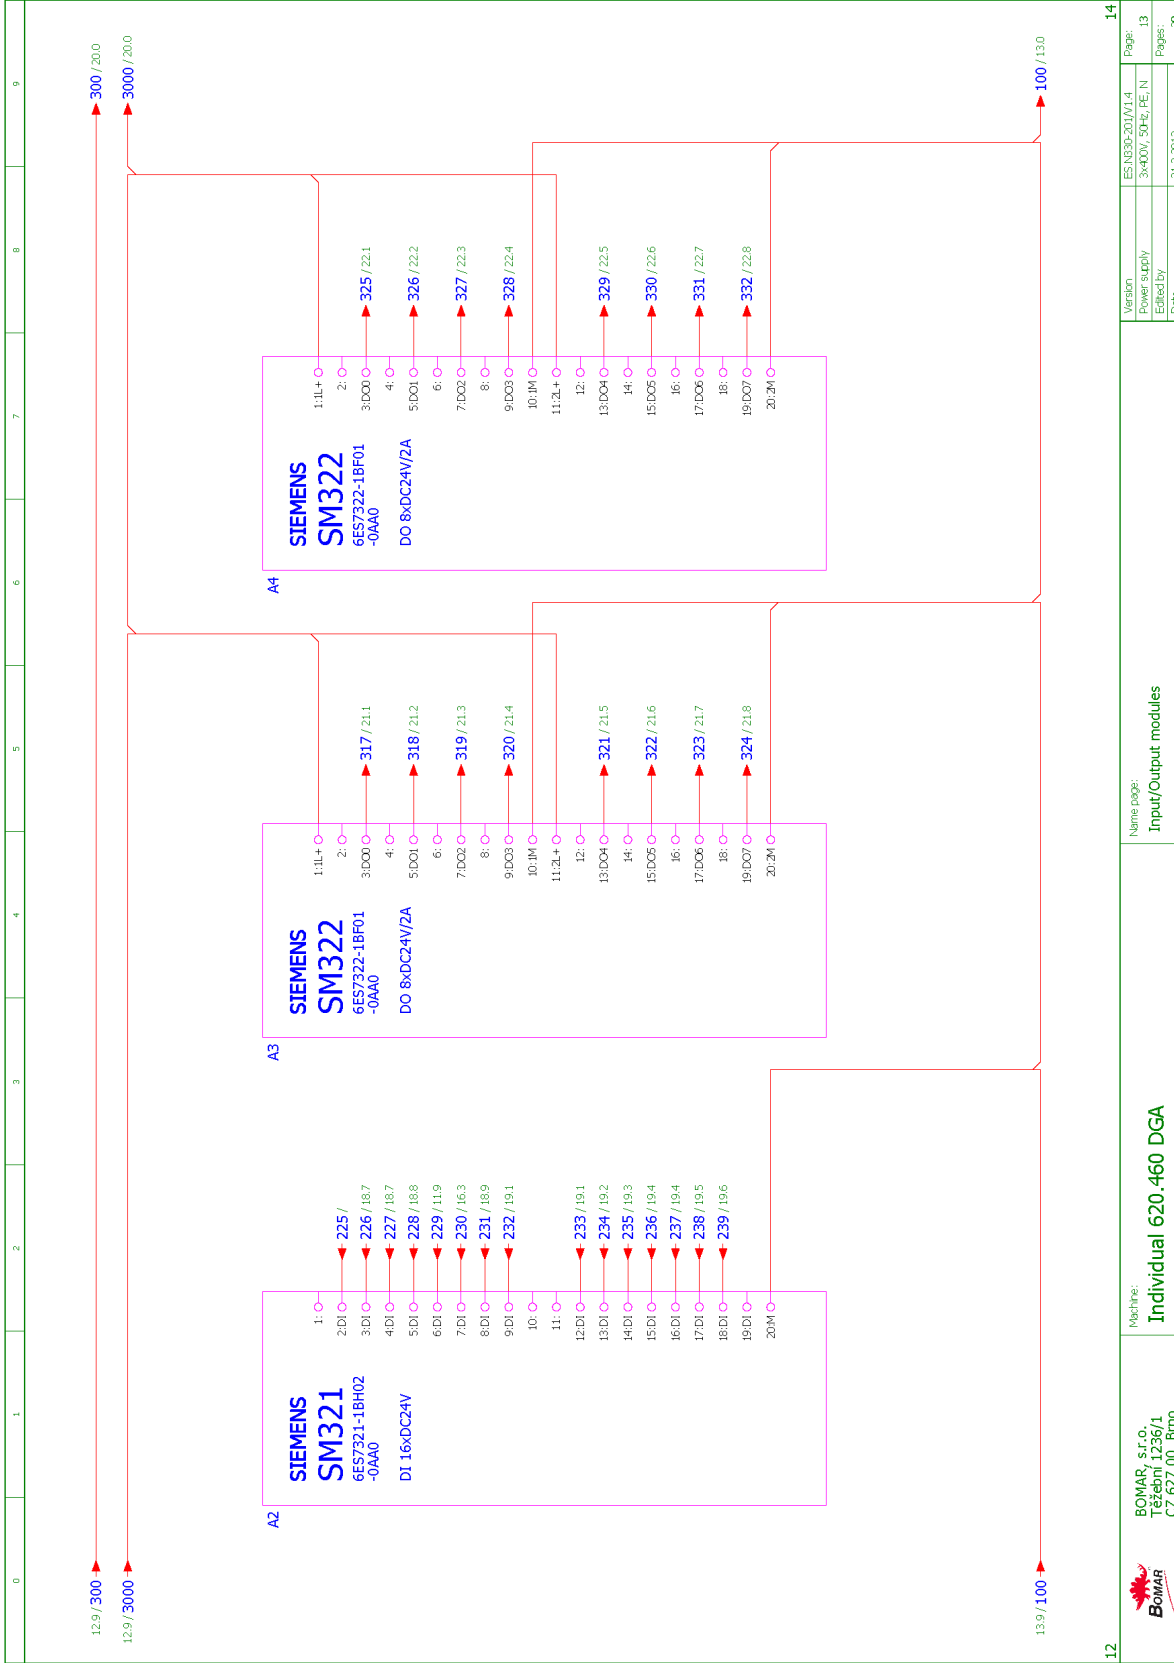 0 1 2 3 4 5 6 7 8 9
12.9 / 300
300 / 20.0
12.9 / 3000
3000 / 20.0
A2
SIEMENS
SM321
6ES7321-1BH02
-0AA0
DI 16xDC24V
1:
2:DI 225 /
3:DI 226 / 18.7
4:DI 227 / 18.7
5:DI 228 / 18.8
6:DI 229 / 11.9
7:DI 230 / 16.3
8:DI 231 / 18.9
9:DI 232 / 19.1
10:
11:
12:DI 233 / 19.1
13:DI 234 / 19.2
14:DI 235 / 19.3
15:DI 236 / 19.4
16:DI 237 / 19.4
17:DI 238 / 19.5
18:DI 239 / 19.6
19:DI
20:M
A3
SIEMENS
SM322
6ES7322-1BF01
-0AA0
DO 8xDC24V/2A
1:1L+
2:
3:DO0 317 / 21.1
4:
5:DO1 318 / 21.2
6:
7:DO2 319 / 21.3
8:
9:DO3 320 / 21.4
10:1M
11:2L+
12:
13:DO4 321 / 21.5
14:
15:DO5 322 / 21.6
16:
17:DO6 323 / 21.7
18:
19:DO7 324 / 21.8
20:2M
A4
SIEMENS
SM322
6ES7322-1BF01
-0AA0
DO 8xDC24V/2A
1:1L+
2:
3:DO0 325 / 22.1
4:
5:DO1 326 / 22.2
6:
7:DO2 327 / 22.3
8:
9:DO3 328 / 22.4
10:1M
11:2L+
12:
13:DO4 329 / 22.5
14:
15:DO5 330 / 22.6
16:
17:DO6 331 / 22.7
18:
19:DO7 332 / 22.8
20:2M
13.9 / 100
100 / 13.0
12
14
BOMAR
BOMAR, s.r.o.
Těžební 1236/1
CZ 627 00 Brno
Machine:
Individual 620.460 DGA
Name page:
Input/Output modules
Version ES.N330-201/V1.4
Power supply 3x400V, 50Hz, PE, N
Edited by
Page: 13
Pages: